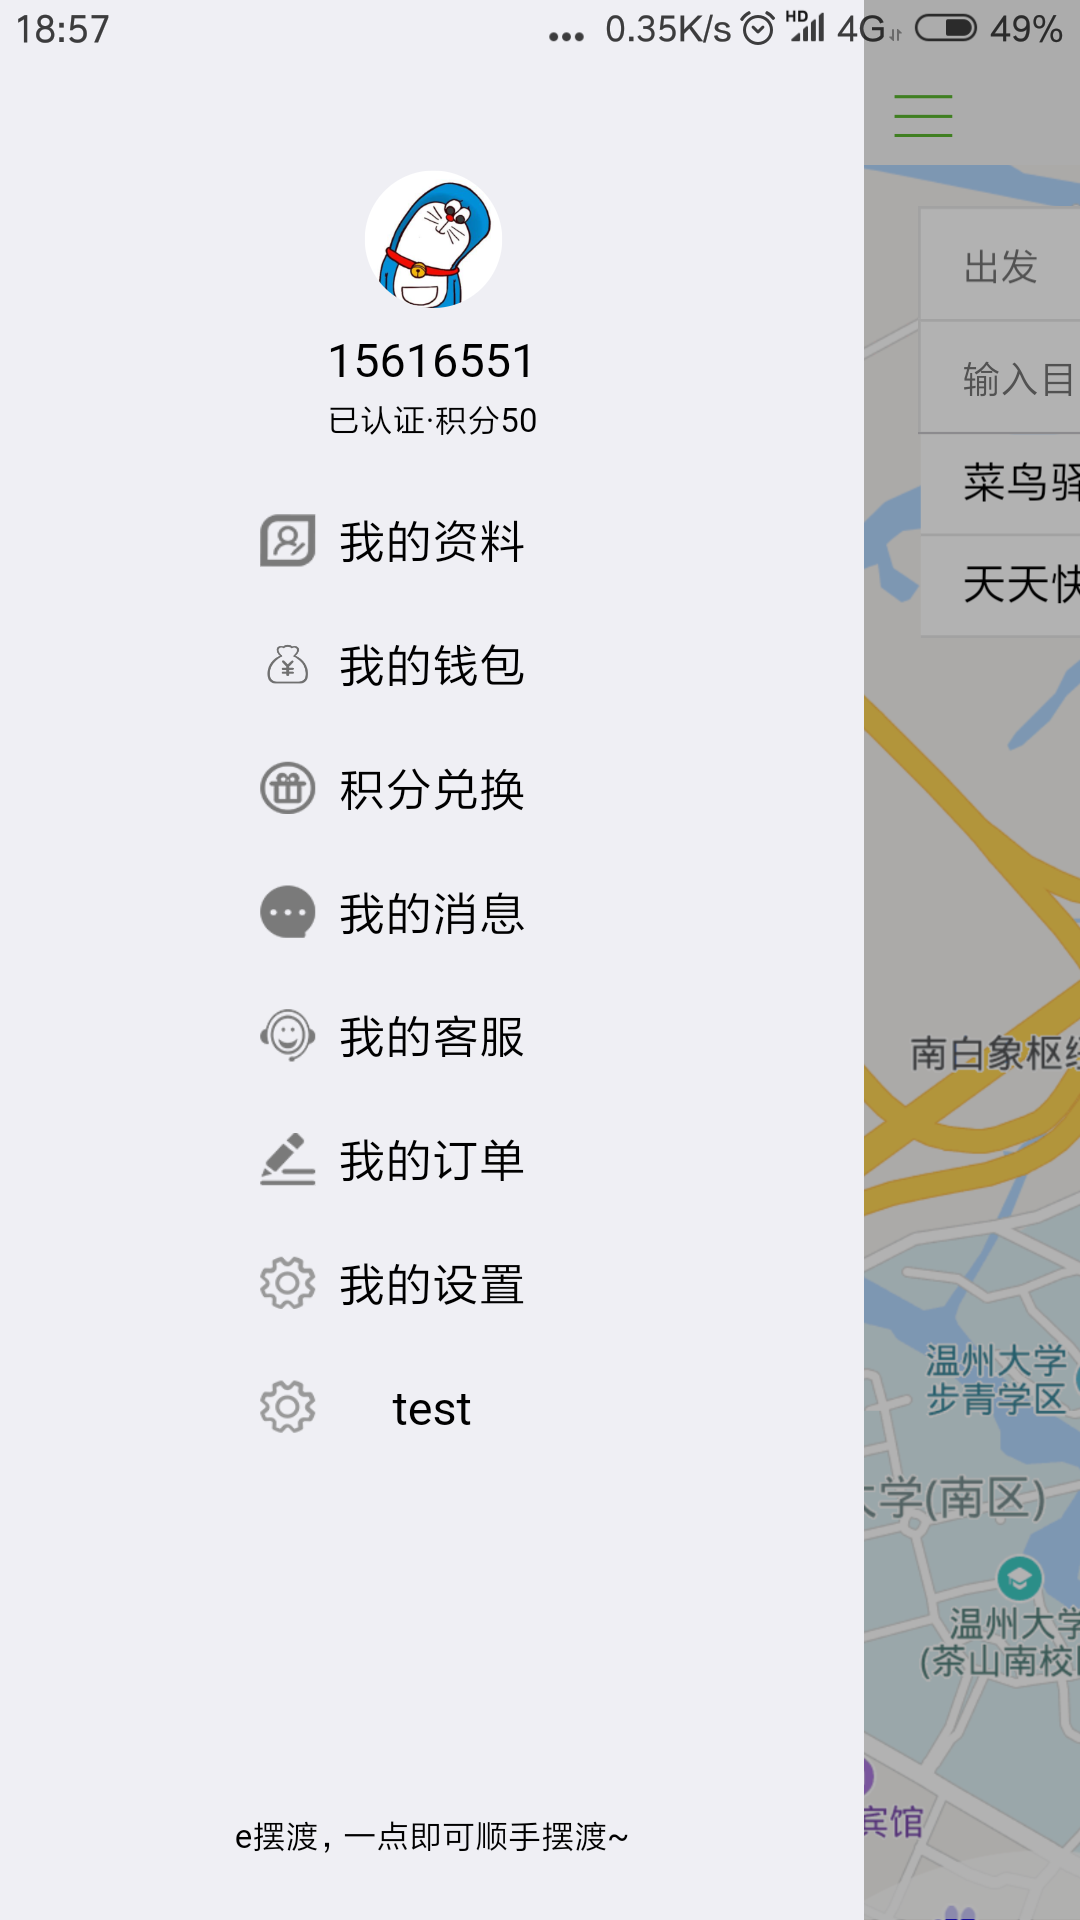 18:57
... 0.35K/s HD 4G 49%
15616551
已认证·积分50
我的资料
我的钱包
积分兑换
我的消息
我的客服
我的订单
我的设置
test
e摆渡，一点即可顺手摆渡~
出发
输入目
菜鸟驿
天天快
南白象枢纽
温州大学
步青学区
大学(南区)
温州大学
(茶山南校区
宾馆